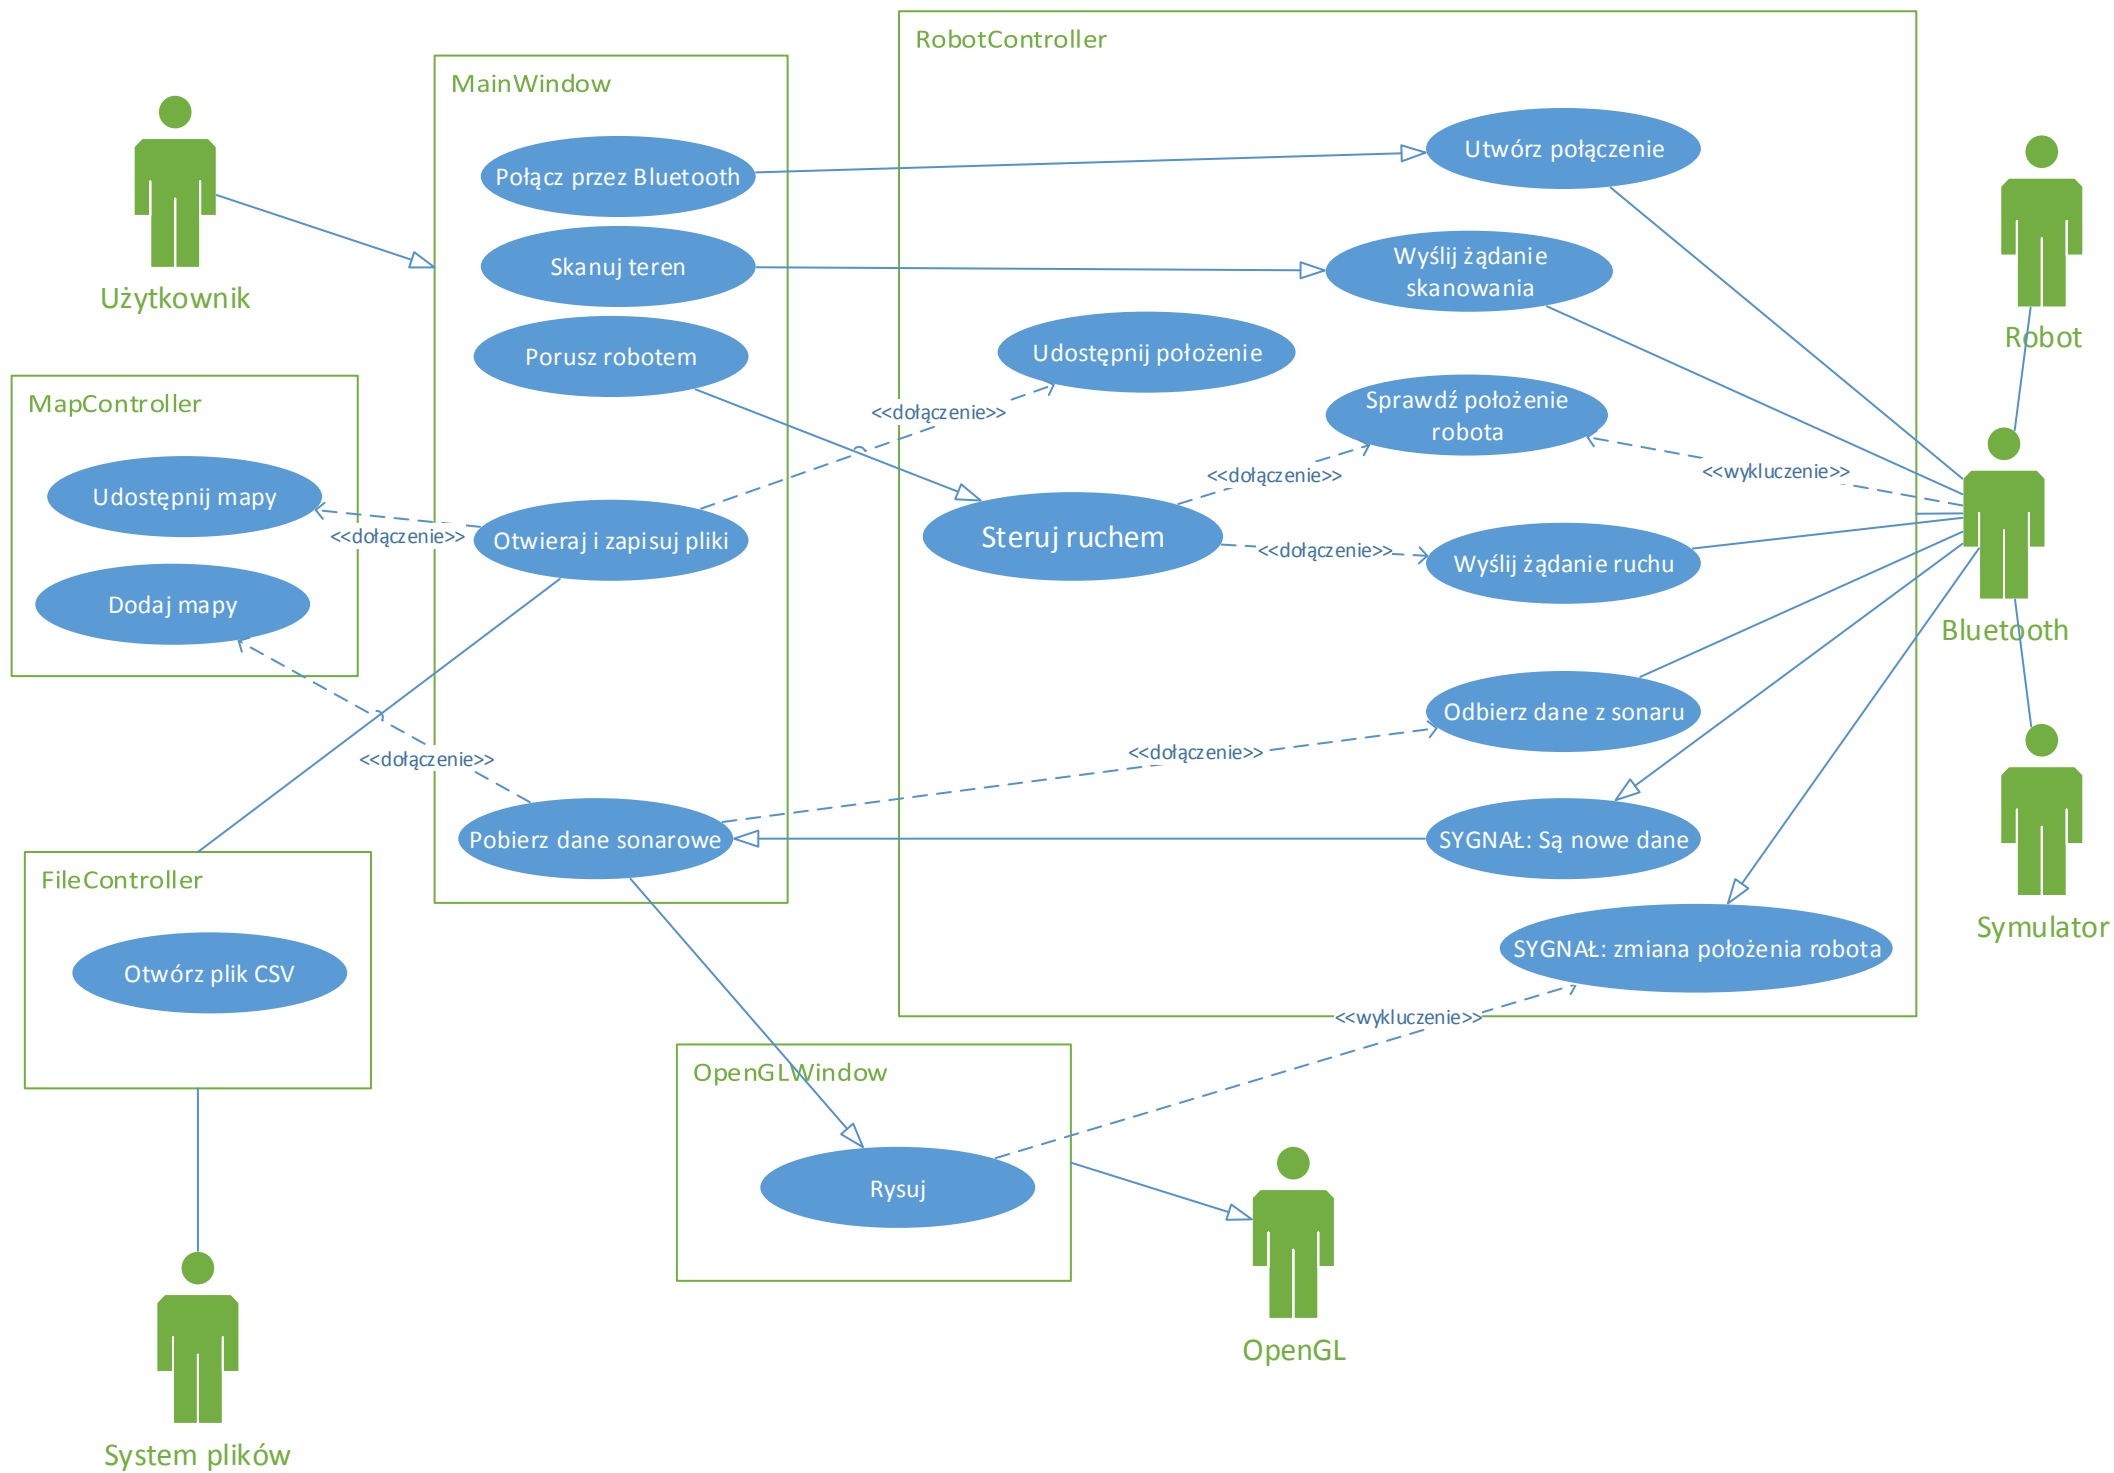 RobotController
MainWindow
Połącz przez Bluetooth
Utwórz połączenie
Skanuj teren
Wyślij żądanie
skanowania
Użytkownik
Robot
Porusz robotem
Udostępnij położenie
MapController
<<dołączenie>>
Sprawdź położenie
robota
<<dołączenie>>
<<wykluczenie>>
Udostępnij mapy
<<dołączenie>>
Otwieraj i zapisuj pliki
Steruj ruchem
<<dołączenie>>
Wyślij żądanie ruchu
Dodaj mapy
Bluetooth
Odbierz dane z sonaru
<<dołączenie>>
<<dołączenie>>
Pobierz dane sonarowe
SYGNAŁ: Są nowe dane
FileController
Symulator
Otwórz plik CSV
SYGNAŁ: zmiana położenia robota
<<wykluczenie>>
OpenGLWindow
Rysuj
OpenGL
System plików